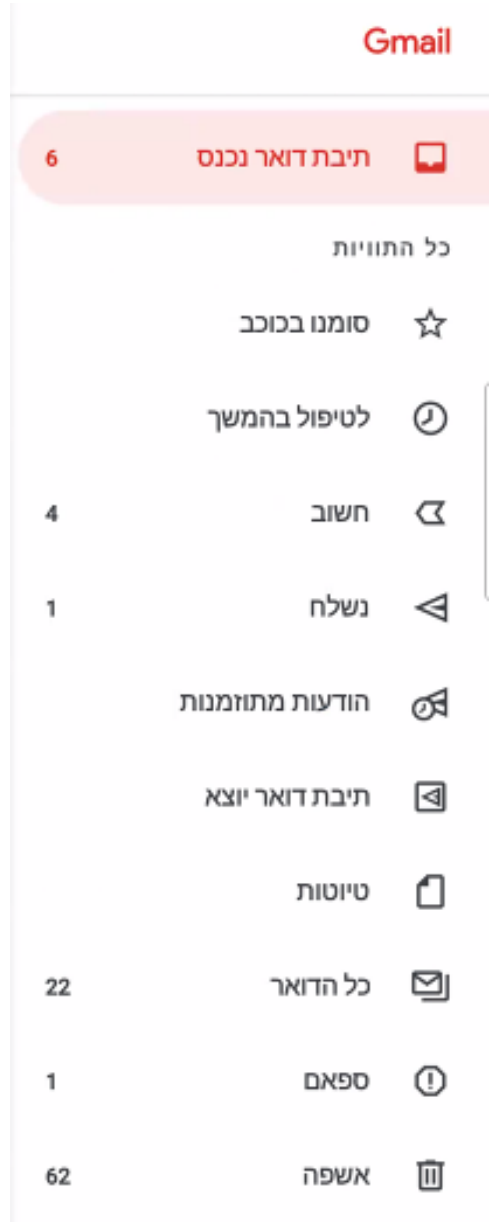 Gmail
תיבת דואר נכנס 6
כל התוויות
סומנו בכוכב
לטיפול בהמשך
חשוב 4
נשלח 1
הודעות מתוזמנות
תיבת דואר יוצא
טיוטות
כל הדואר 22
ספאם 1
אשפה 62